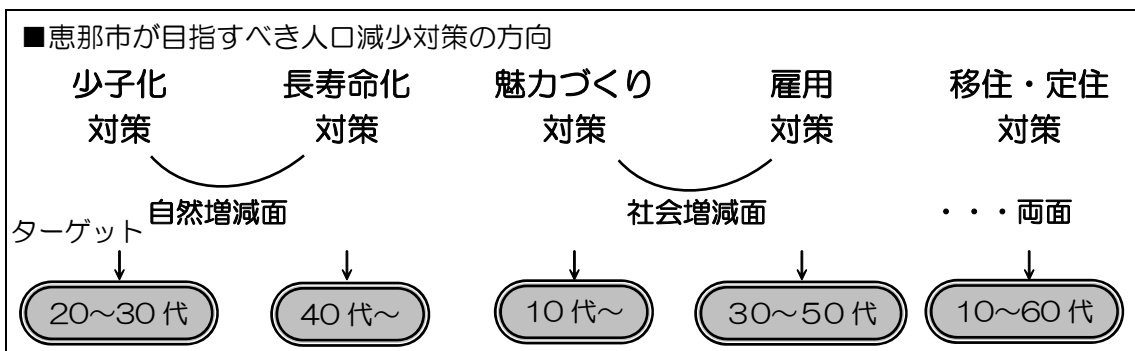 ■恵那市が目指すべき人口減少対策の方向
少子化 長寿命化 魅力づくり 雇用 移住・定住
対策 対策 対策 対策 対策
自然増減面 社会増減面 ・・・両面
ターゲット
20～30代 40代～ 10代～ 30～50代 10～60代